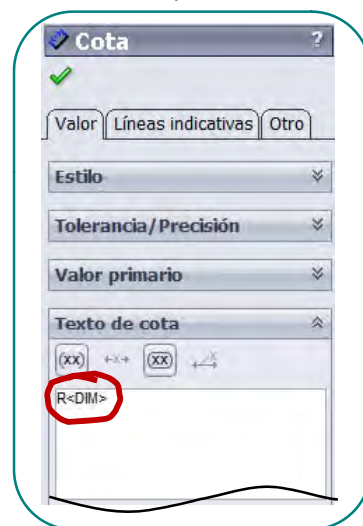 Cota ?
Valor Líneas indicativas Otro
Estilo
Tolerancia/Precisión
Valor primario
Texto de cota
(xx) +x+ (xx) x
R<DIM>